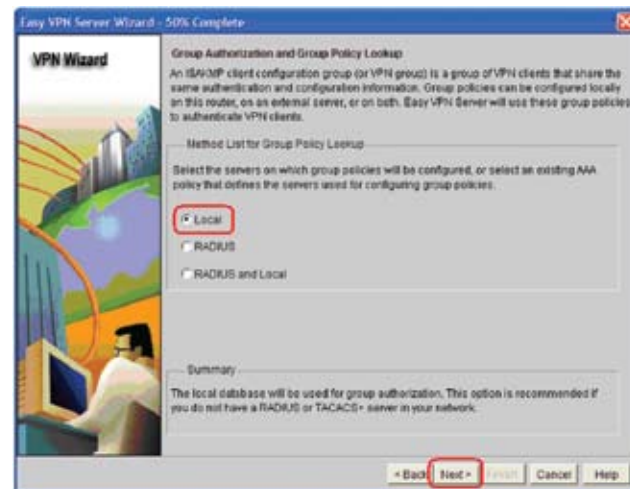 Easy VPN Server Wizard - 50% Complete
VPN Wizard
Group Authorization and Group Policy Lookup
An ISAKMP client configuration group (or VPN group) is a group of VPN clients that share the
same authentication and configuration information. Group policies can be configured locally
on this router, on an external server, or on both. Easy VPN Server will use these group policies
to authenticate VPN clients.
Method List for Group Policy Lookup
Select the servers on which group policies will be configured, or select an existing AAA
policy that defines the servers used for configuring group policies.
Local
RADIUS
RADIUS and Local
Summary
The local database will be used for group authorization. This option is recommended if
you do not have a RADIUS or TACACS+ server in your network.
< Back Next > Finish Cancel Help